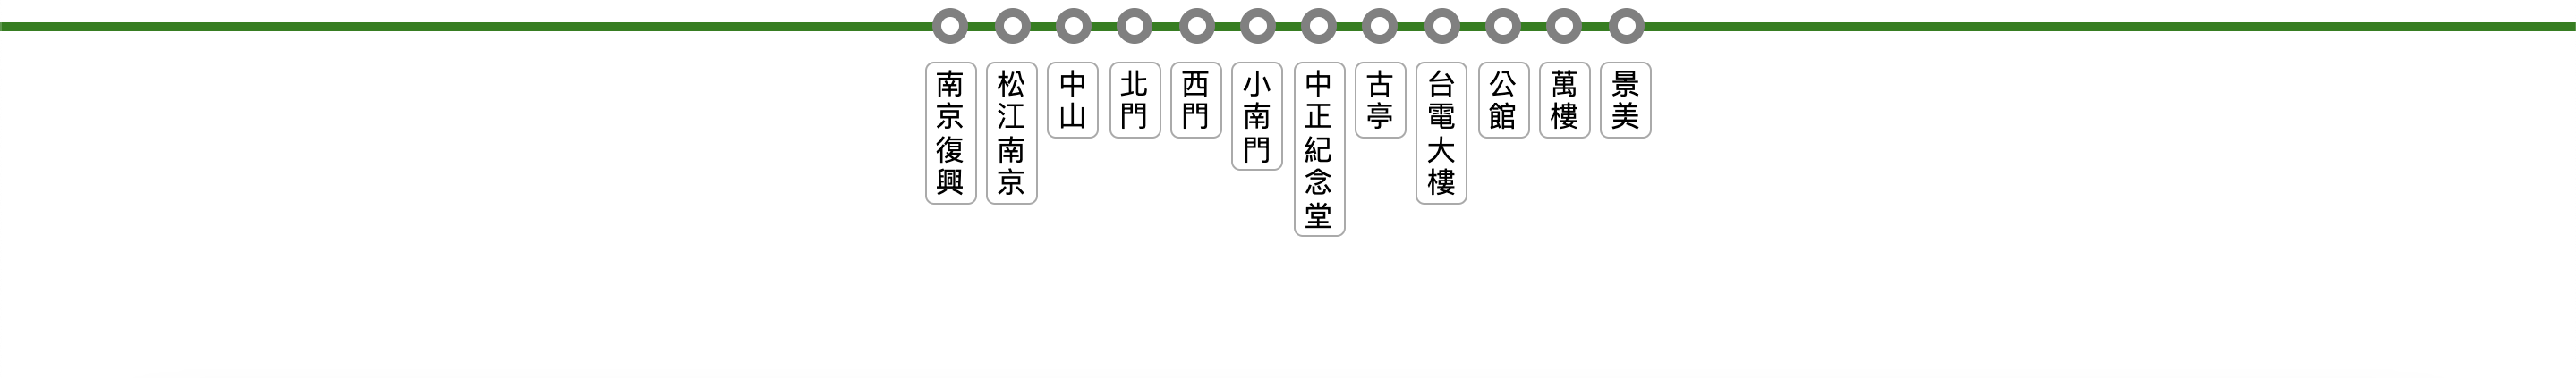 南京復興
松江南京
中山
北門
西門
小南門
中正紀念堂
古亭
台電大樓
公館
萬樓
景美